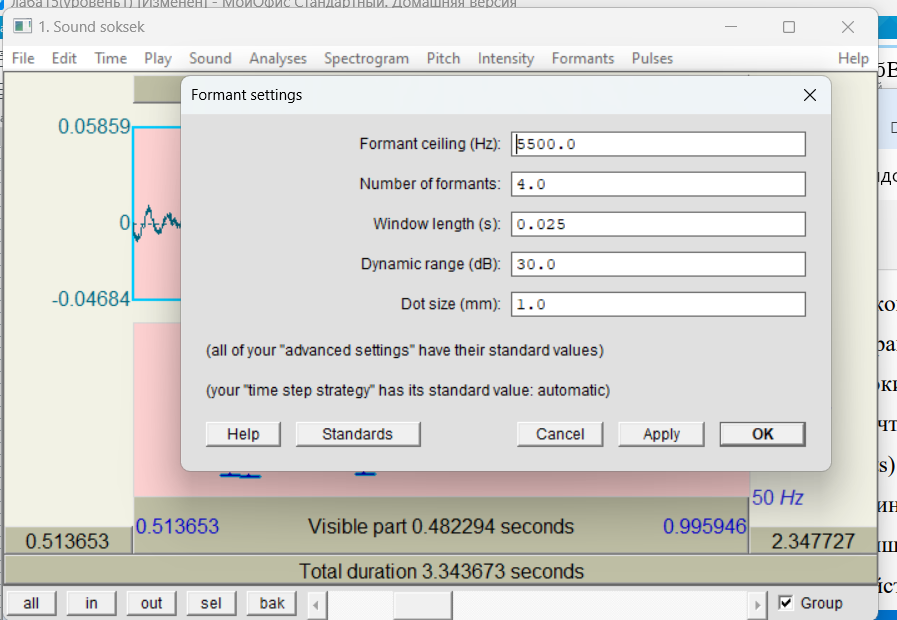 лаба15(уровень1) [Изменен] - МойОфис Стандартный. Домашняя версия
1. Sound soksek
File Edit Time Play Sound Analyses Spectrogram Pitch Intensity Formants Pulses Help
Formant settings
0.05859
Formant ceiling (Hz): 5500.0
Number of formants: 4.0
0
Window length (s): 0.025
Dynamic range (dB): 30.0
-0.04684
Dot size (mm): 1.0
(all of your "advanced settings" have their standard values)
(your "time step strategy" has its standard value: automatic)
Help Standards Cancel Apply OK
50 Hz
0.513653 Visible part 0.482294 seconds 0.995946
0.513653 2.347727
Total duration 3.343673 seconds
all in out sel bak Group